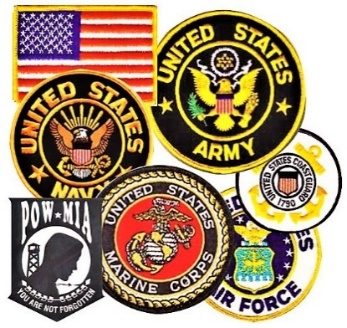 UNITED STATES
ARMY
UNITED STATES
NAVY
UNITED STATES COAST GUARD
1790
POW★MIA
YOU ARE NOT FORGOTTEN
UNITED STATES
MARINE CORPS
FORCE